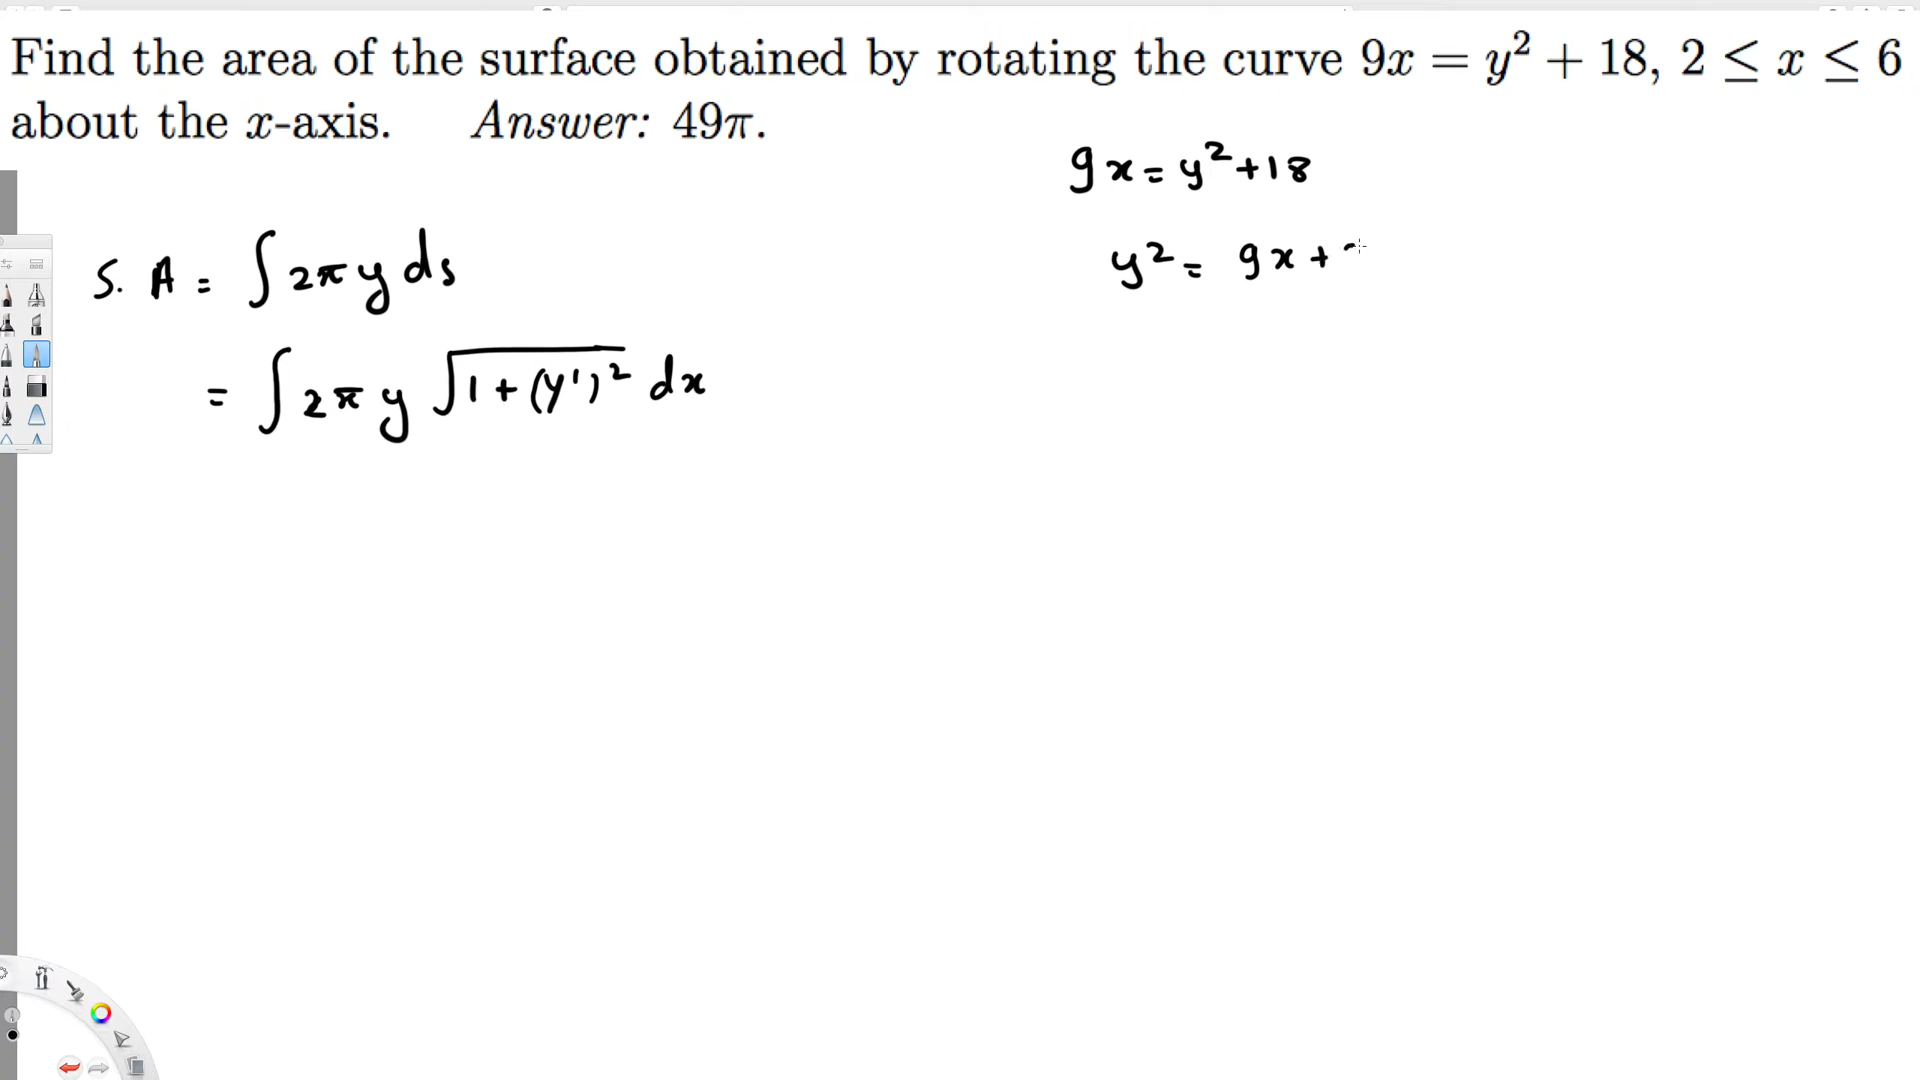 Find the area of the surface obtained by rotating the curve 9x = y² + 18, 2 ≤ x ≤ 6
about the x-axis. Answer: 49π.
9x = y² + 18
S. A = ∫ 2π y ds
y² = 9x +
= ∫ 2π y √(1 + (y')²) dx